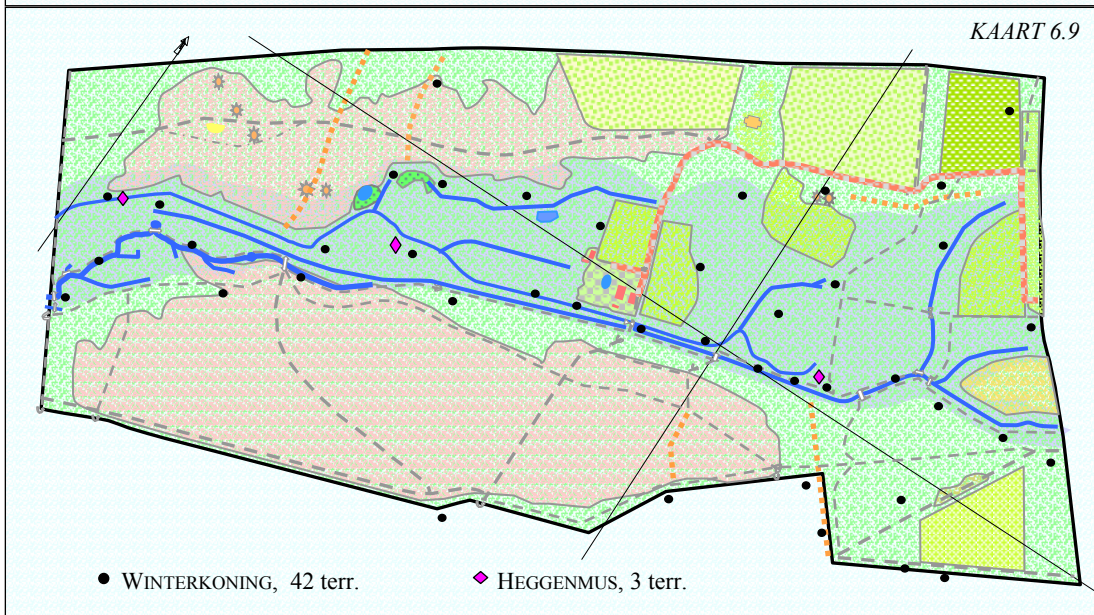 KAART 6.9
WINTERKONING, 42 terr.
HEGGENMUS, 3 terr.